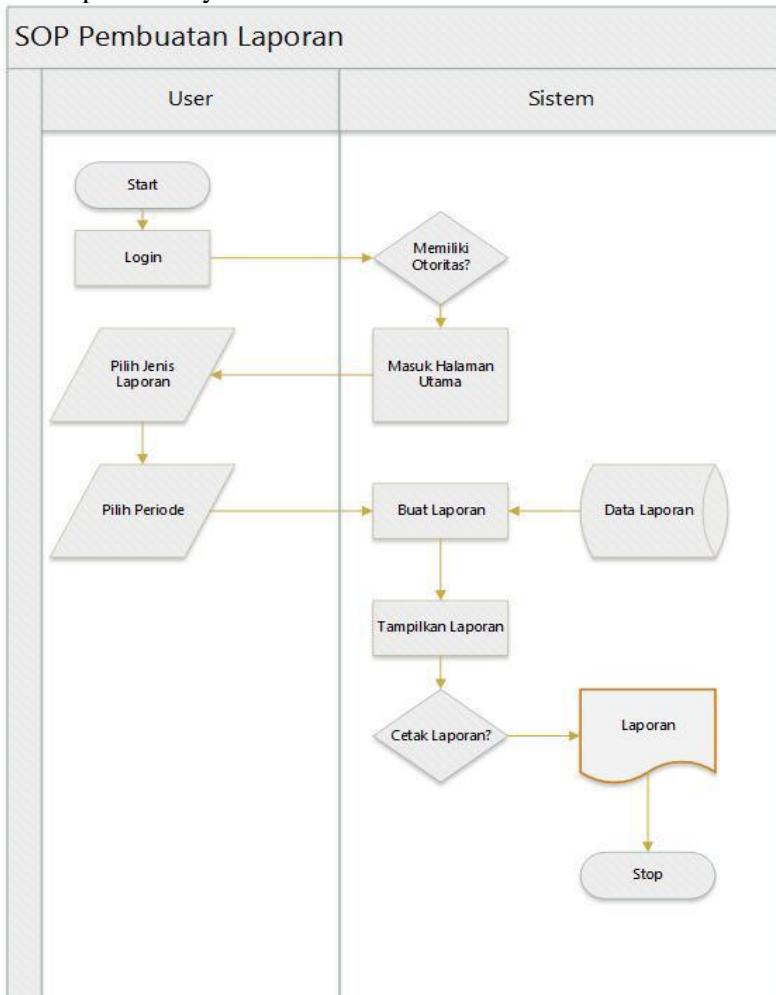 SOP Pembuatan Laporan
User
Sistem
Start
Login
Memiliki
Otoritas?
Pilih Jenis
Laporan
Masuk Halaman
Utama
Pilih Periode
Buat Laporan
Data Laporan
Tampilkan Laporan
Cetak Laporan?
Laporan
Stop